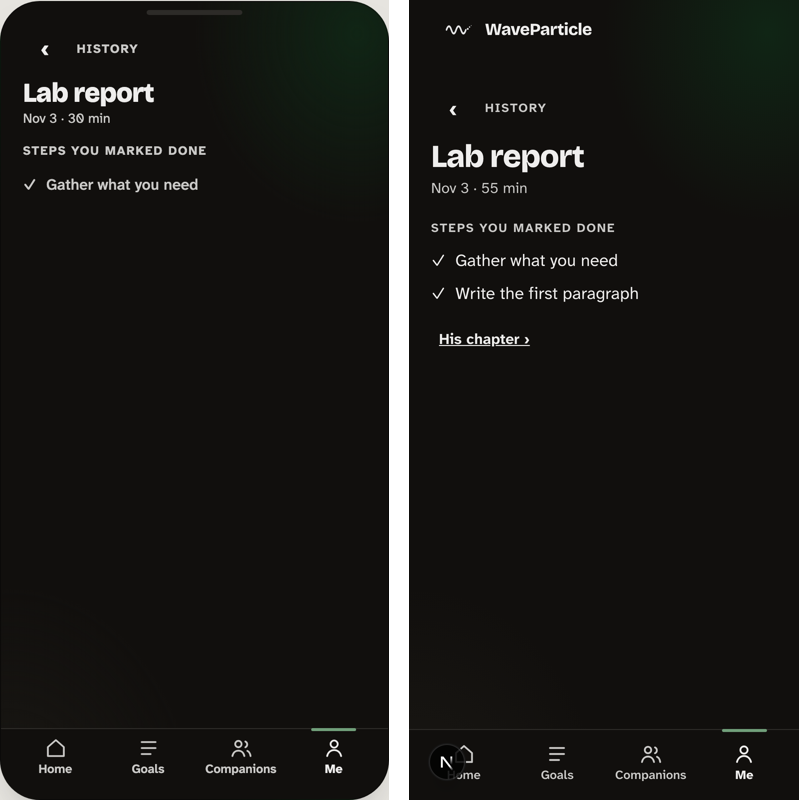 ‹ HISTORY
Lab report
Nov 3 · 30 min
STEPS YOU MARKED DONE
✓ Gather what you need
Home Goals Companions Me
WaveParticle
‹ HISTORY
Lab report
Nov 3 · 55 min
STEPS YOU MARKED DONE
✓ Gather what you need
✓ Write the first paragraph
His chapter ›
N Home Goals Companions Me